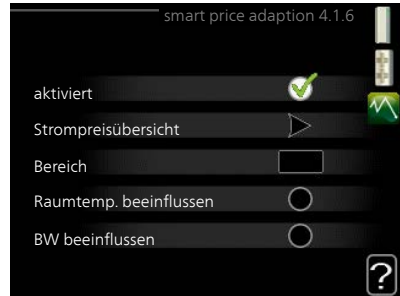 smart price adaption 4.1.6
aktiviert
Strompreisübersicht
Bereich
Raumtemp. beeinflussen
BW beeinflussen
?